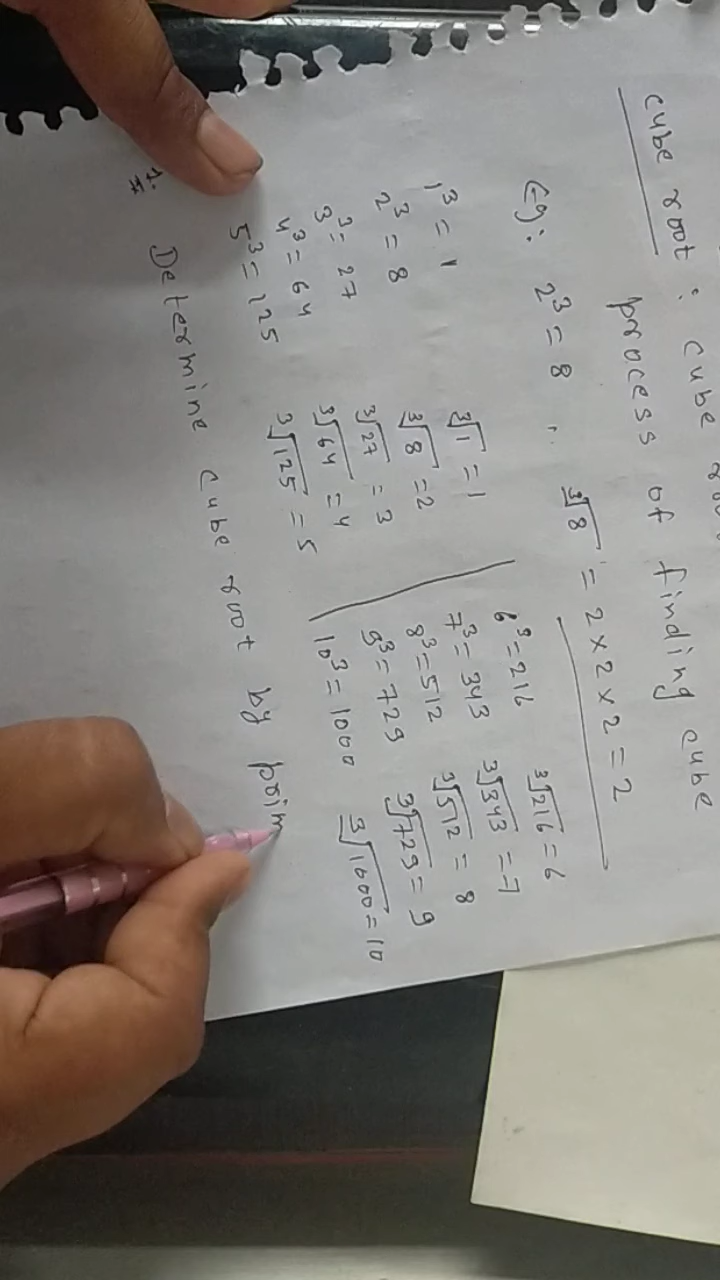 cube root : cube
process of finding cube
Eg: 2³ = 8 , ∛8 = 2×2×2 = 2
1³ = 1 ∛1 = 1 6³ = 216 ∛216 = 6
2³ = 8 ∛8 = 2 7³ = 343 ∛343 = 7
3³ = 27 ∛27 = 3 8³ = 512 ∛512 = 8
4³ = 64 ∛64 = 4 9³ = 729 ∛729 = 9
5³ = 125 ∛125 = 5 10³ = 1000 ∛1000 = 10
1. Determine cube root by prim